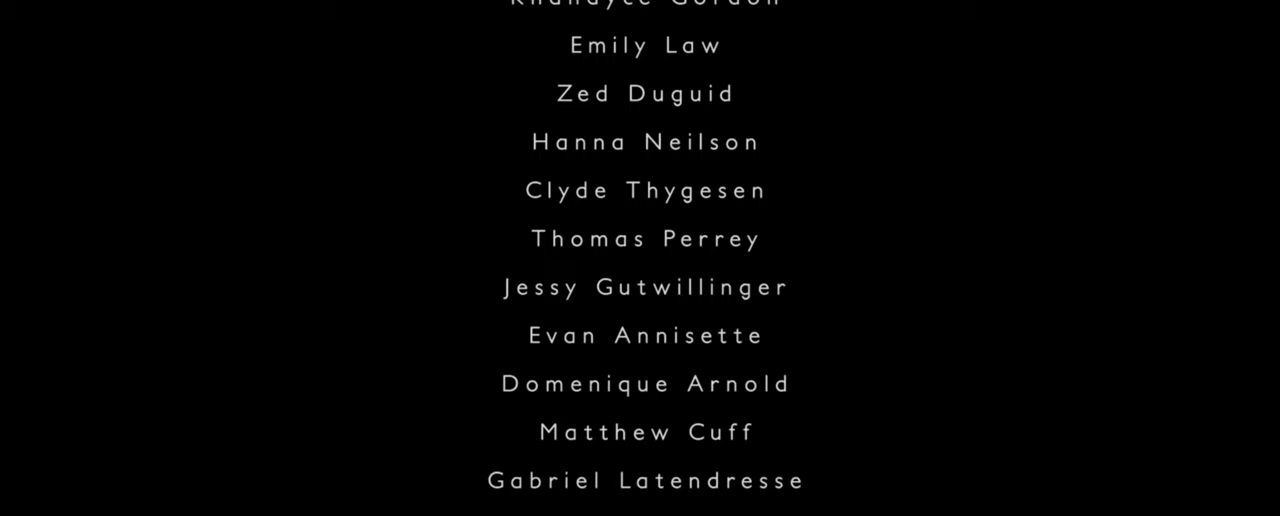 Gordon
Emily Law
Zed Duguid
Hanna Neilson
Clyde Thygesen
Thomas Perrey
Jessy Gutwillinger
Evan Annisette
Domenique Arnold
Matthew Cuff
Gabriel Latendresse